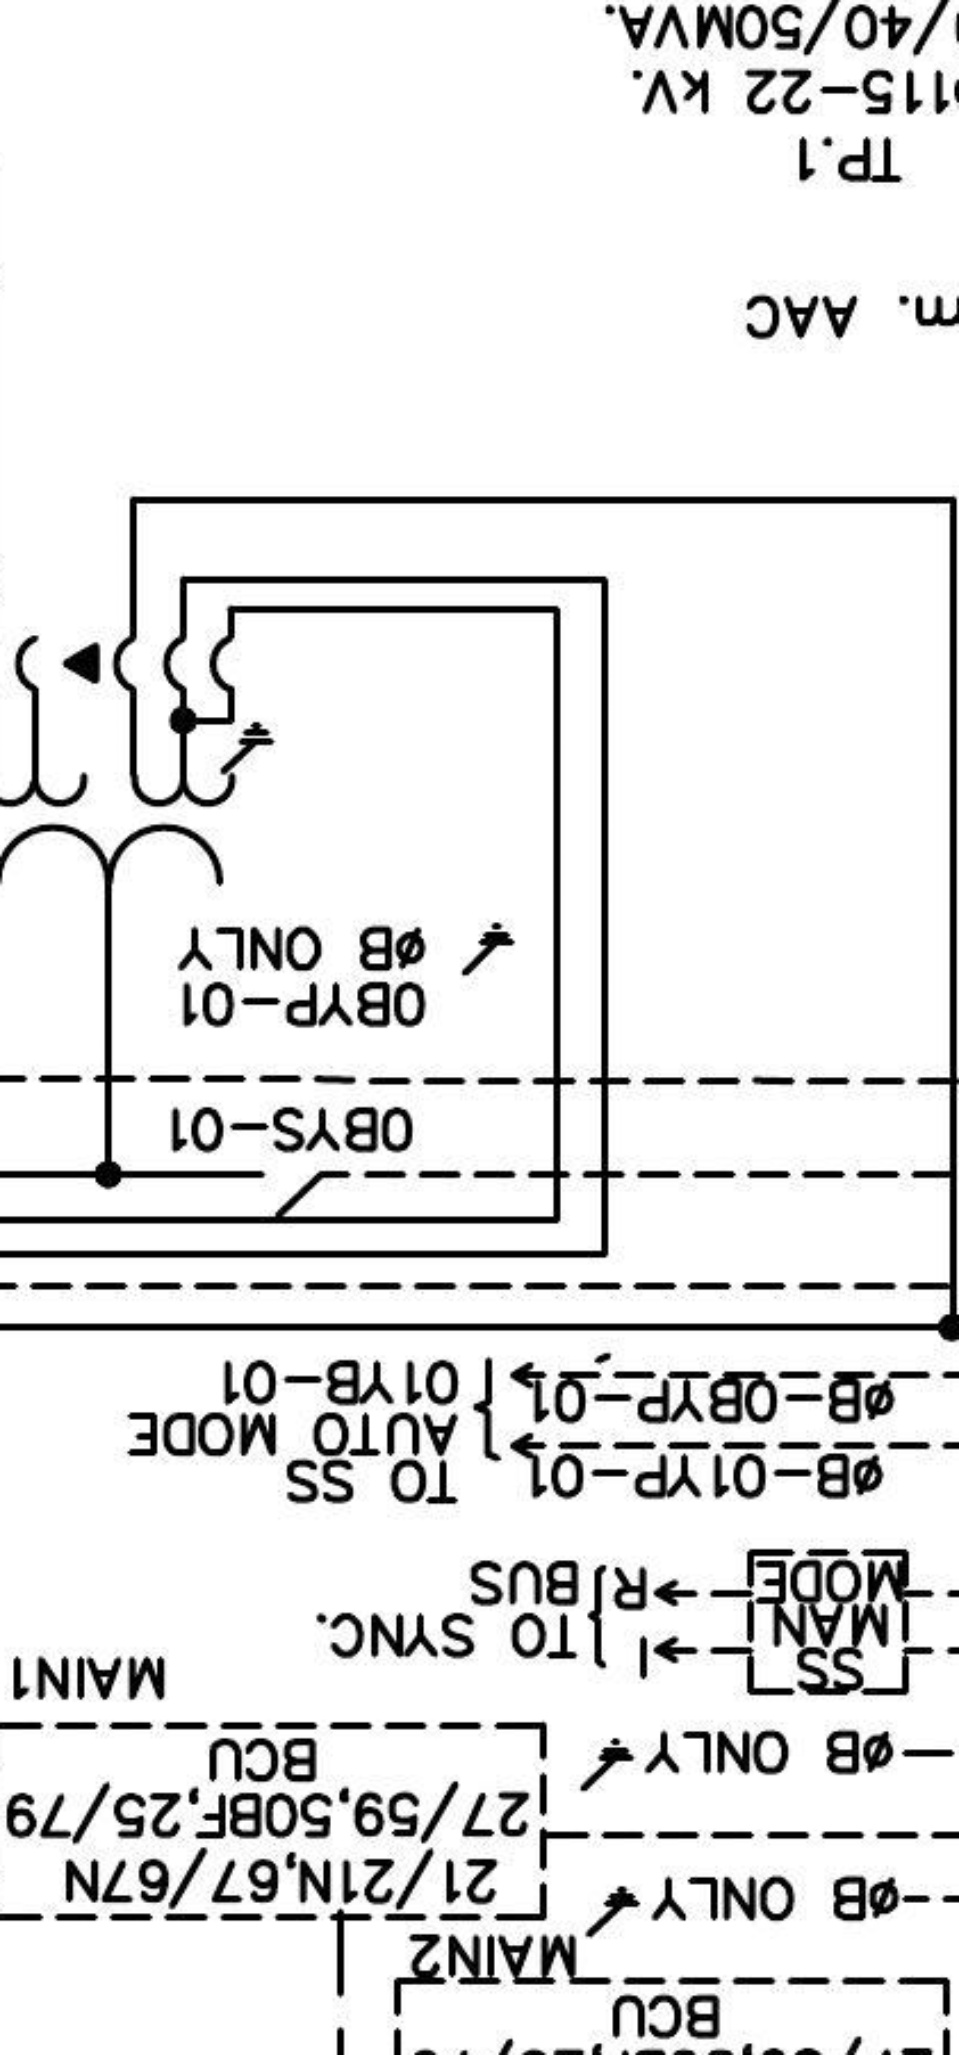 BCU
MAIN2
21/21N,67/67N
27/59,50BF,25/79
BCU
MAIN1
øB ONLY
øB ONLY
SS
MAN
MODE
I
R
TO SYNC.
BUS
øB-01YP-01
øB-0BYP-01
TO SS
AUTO MODE
01YB-01
0BYS-01
0BYP-01
øB ONLY
m. AAC
TP.1
115-22 kV.
/40/50MVA.